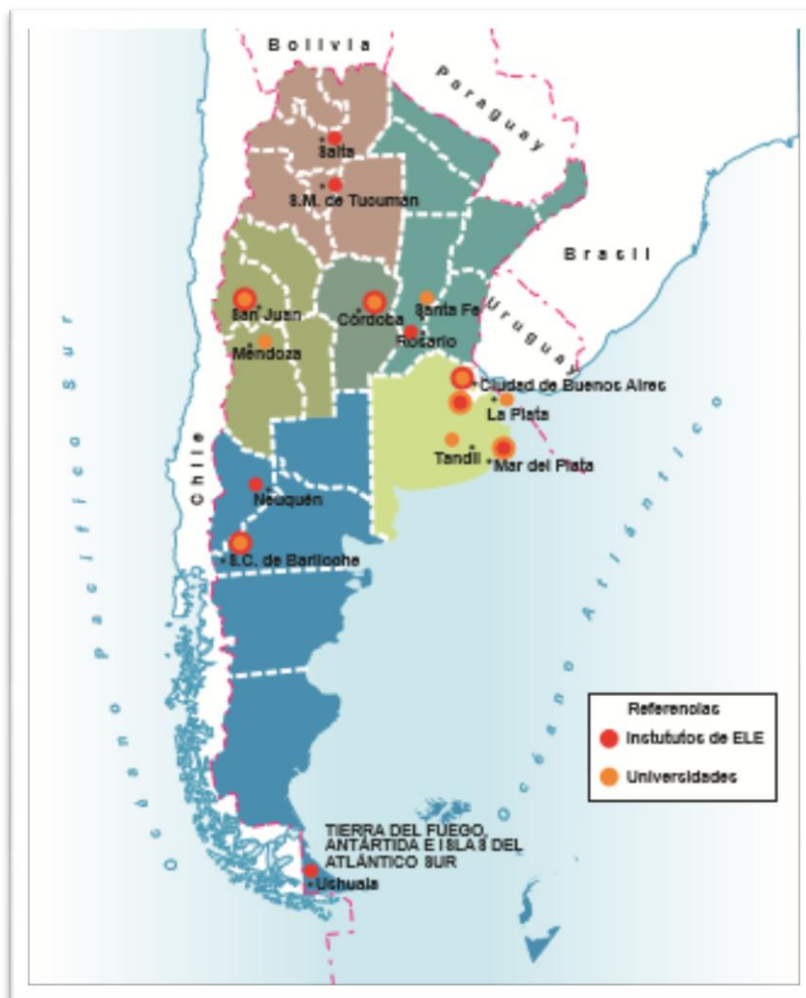 Bolivia
Paraguay
Salta
S.M. de Tucumán
Brasil
San Juan
Córdoba
Santa Fe
Uruguay
Rosario
Mendoza
Ciudad de Buenos Aires
La Plata
Tandil
Mar del Plata
Chile
Neuquén
S.C. de Bariloche
Océano pacífico Sur
Océano Atlántico
Referencias
Instututos de ELE
Universidades
TIERRA DEL FUEGO,
ANTÁRTIDA E ISLAS DEL
ATLÁNTICO SUR
Ushuaia